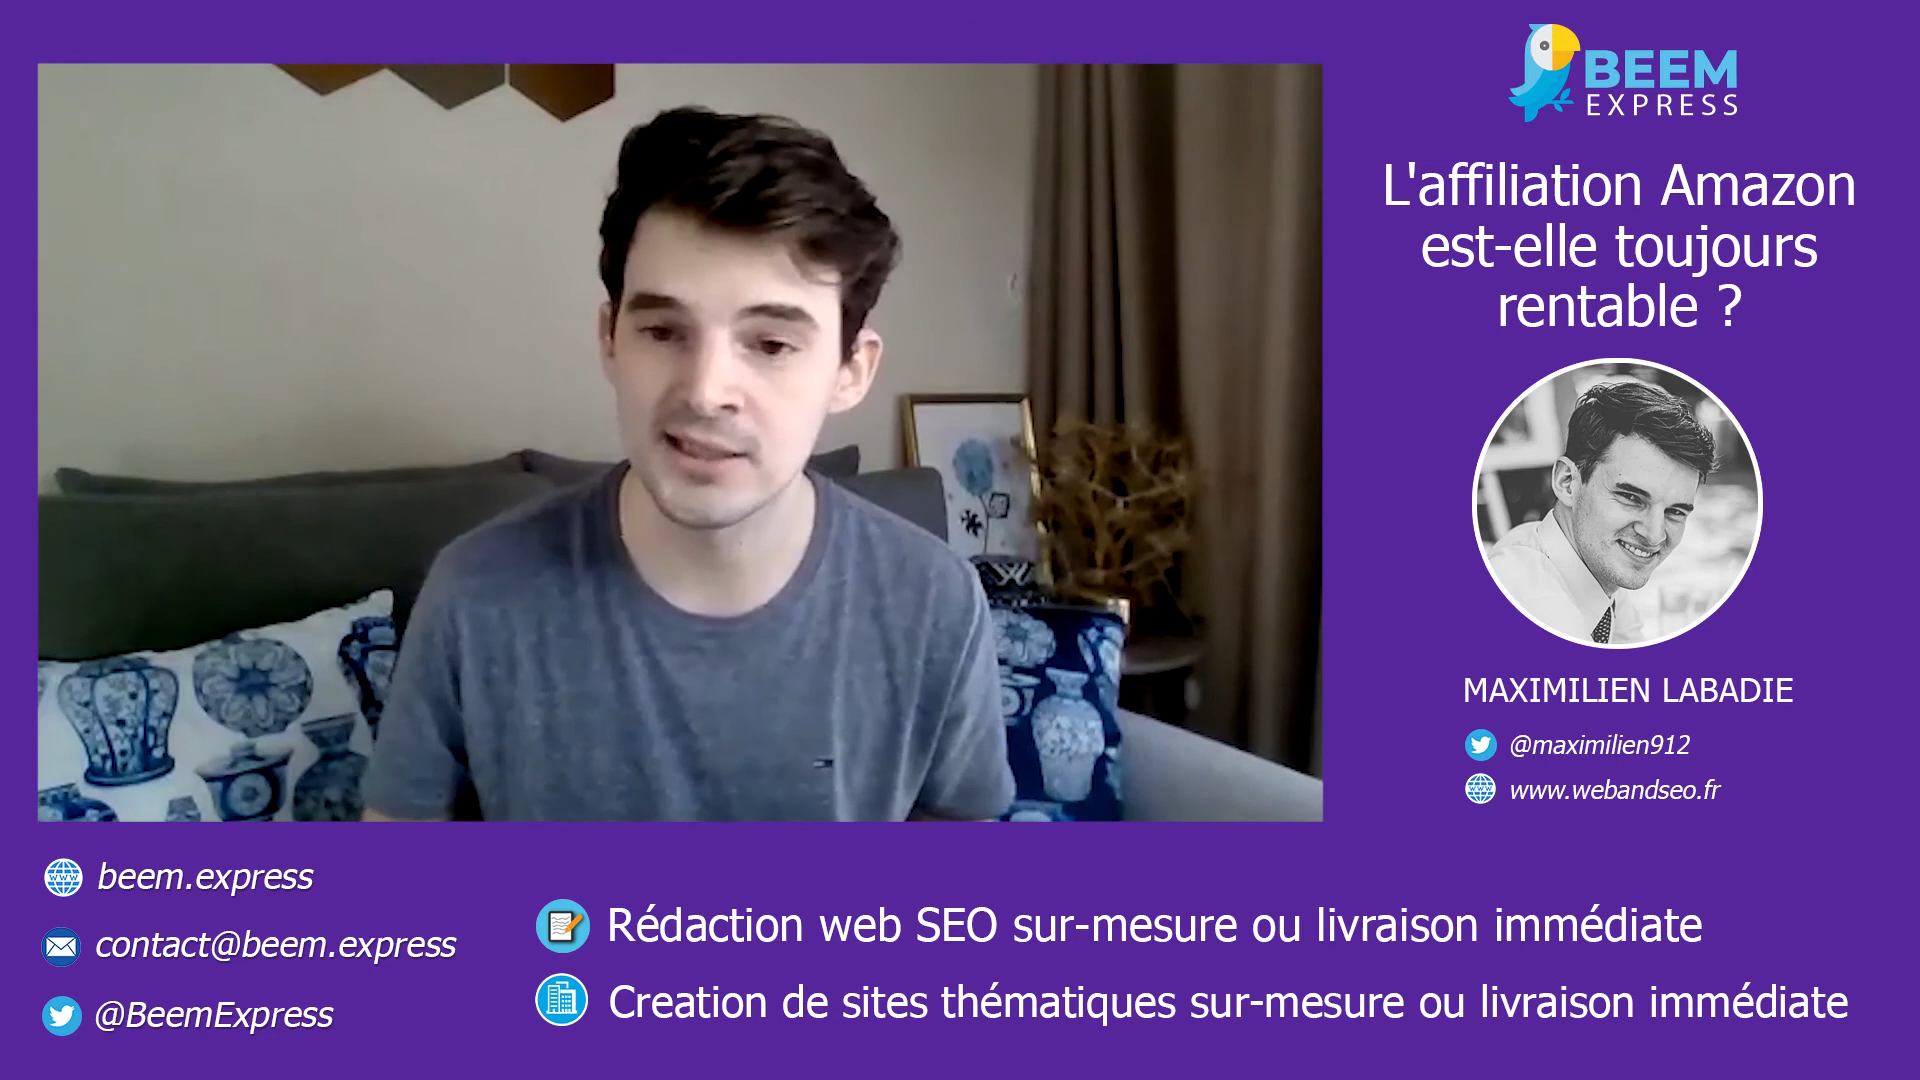 BEEM
EXPRESS
L'affiliation Amazon
est-elle toujours
rentable ?
MAXIMILIEN LABADIE
@maximilien912
www.webandseo.fr
beem.express
contact@beem.express
@BeemExpress
Rédaction web SEO sur-mesure ou livraison immédiate
Creation de sites thématiques sur-mesure ou livraison immédiate